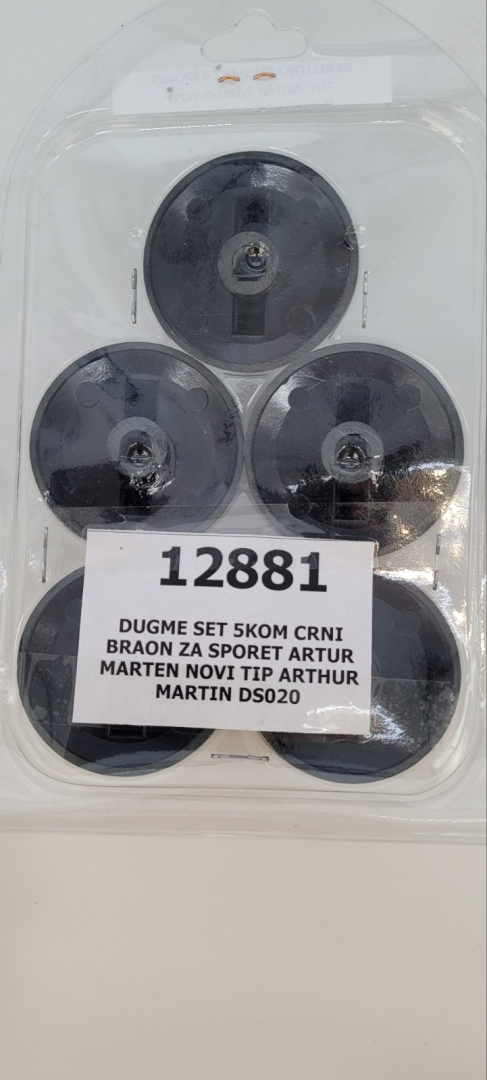 12881
DUGME SET 5KOM CRNI
BRAON ZA SPORET ARTUR
MARTEN NOVI TIP ARTHUR
MARTIN DS020